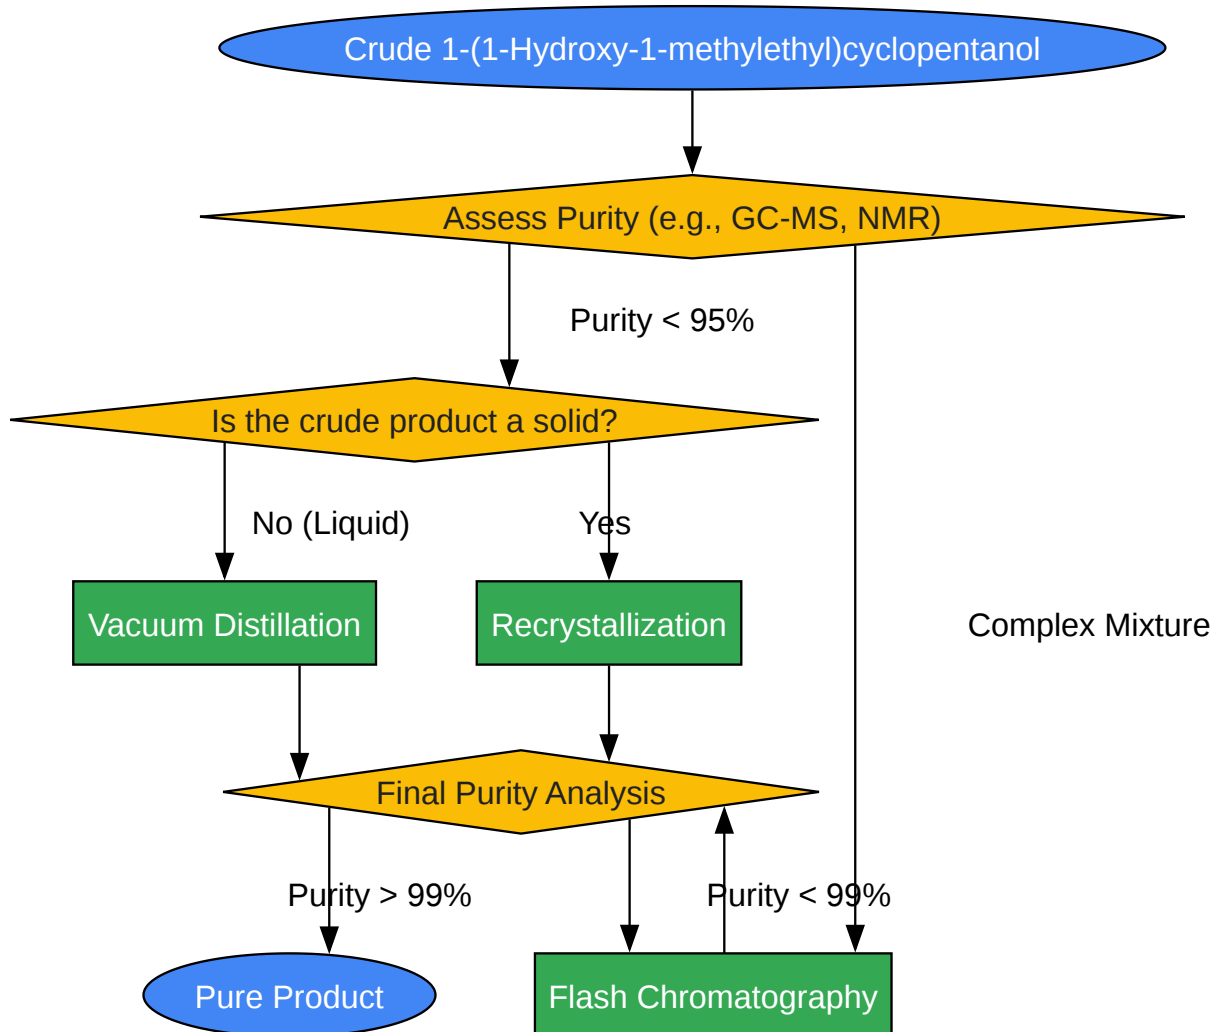 Crude 1-(1-Hydroxy-1-methylethyl)cyclopentanol
Assess Purity (e.g., GC-MS, NMR)
Purity < 95%
Is the crude product a solid?
No (Liquid)
Yes
Vacuum Distillation
Recrystallization
Complex Mixture
Final Purity Analysis
Purity > 99%
Purity < 99%
Pure Product
Flash Chromatography